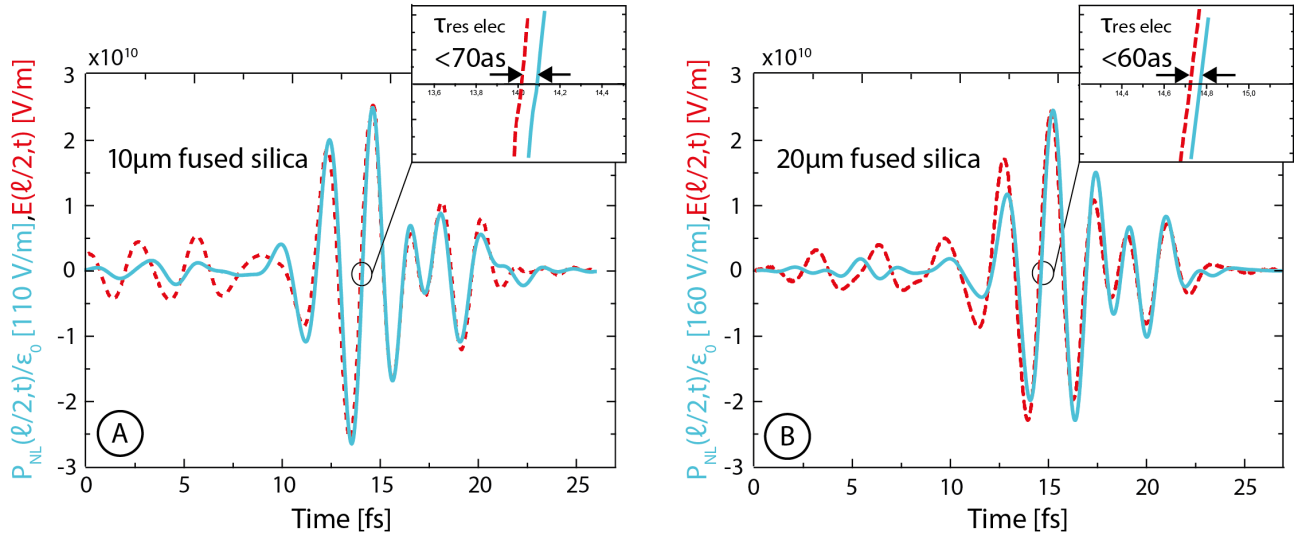 x10¹⁰
3
2
1
0
-1
-2
-3
P_NL(ℓ/2,t)/ε₀ [110 V/m],E(ℓ/2,t) [V/m]
10μm fused silica
A
0
5
10
15
20
25
Time [fs]
τres elec
<70as
13,6
13,8
14,0
14,2
14,4
x10¹⁰
3
2
1
0
-1
-2
-3
P_NL(ℓ/2,t)/ε₀ [160 V/m],E(ℓ/2,t) [V/m]
20μm fused silica
B
0
5
10
15
20
25
Time [fs]
τres elec
<60as
14,4
14,6
14,8
15,0